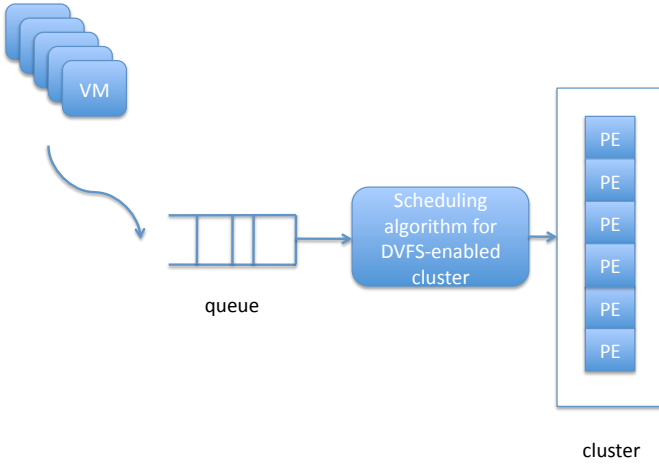 VM
queue
Scheduling
algorithm for
DVFS-enabled
cluster
PE
PE
PE
PE
PE
PE
cluster